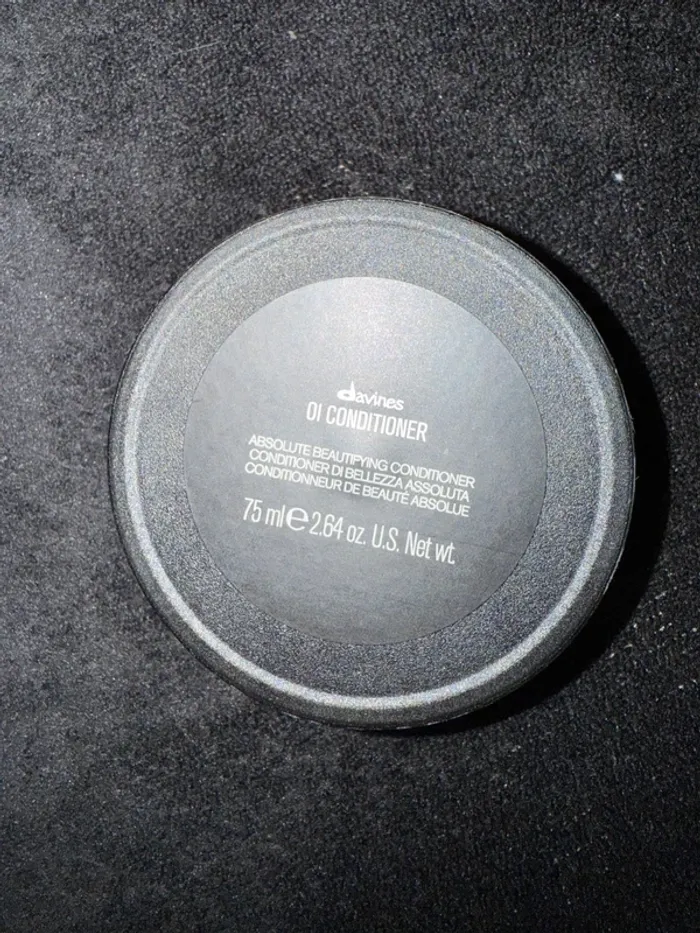 davines
OI CONDITIONER
ABSOLUTE BEAUTIFYING CONDITIONER
CONDITIONER DI BELLEZZA ASSOLUTA
CONDITIONNEUR DE BEAUTÉ ABSOLUE
75 ml ℮ 2.64 oz. U.S. Net wt.